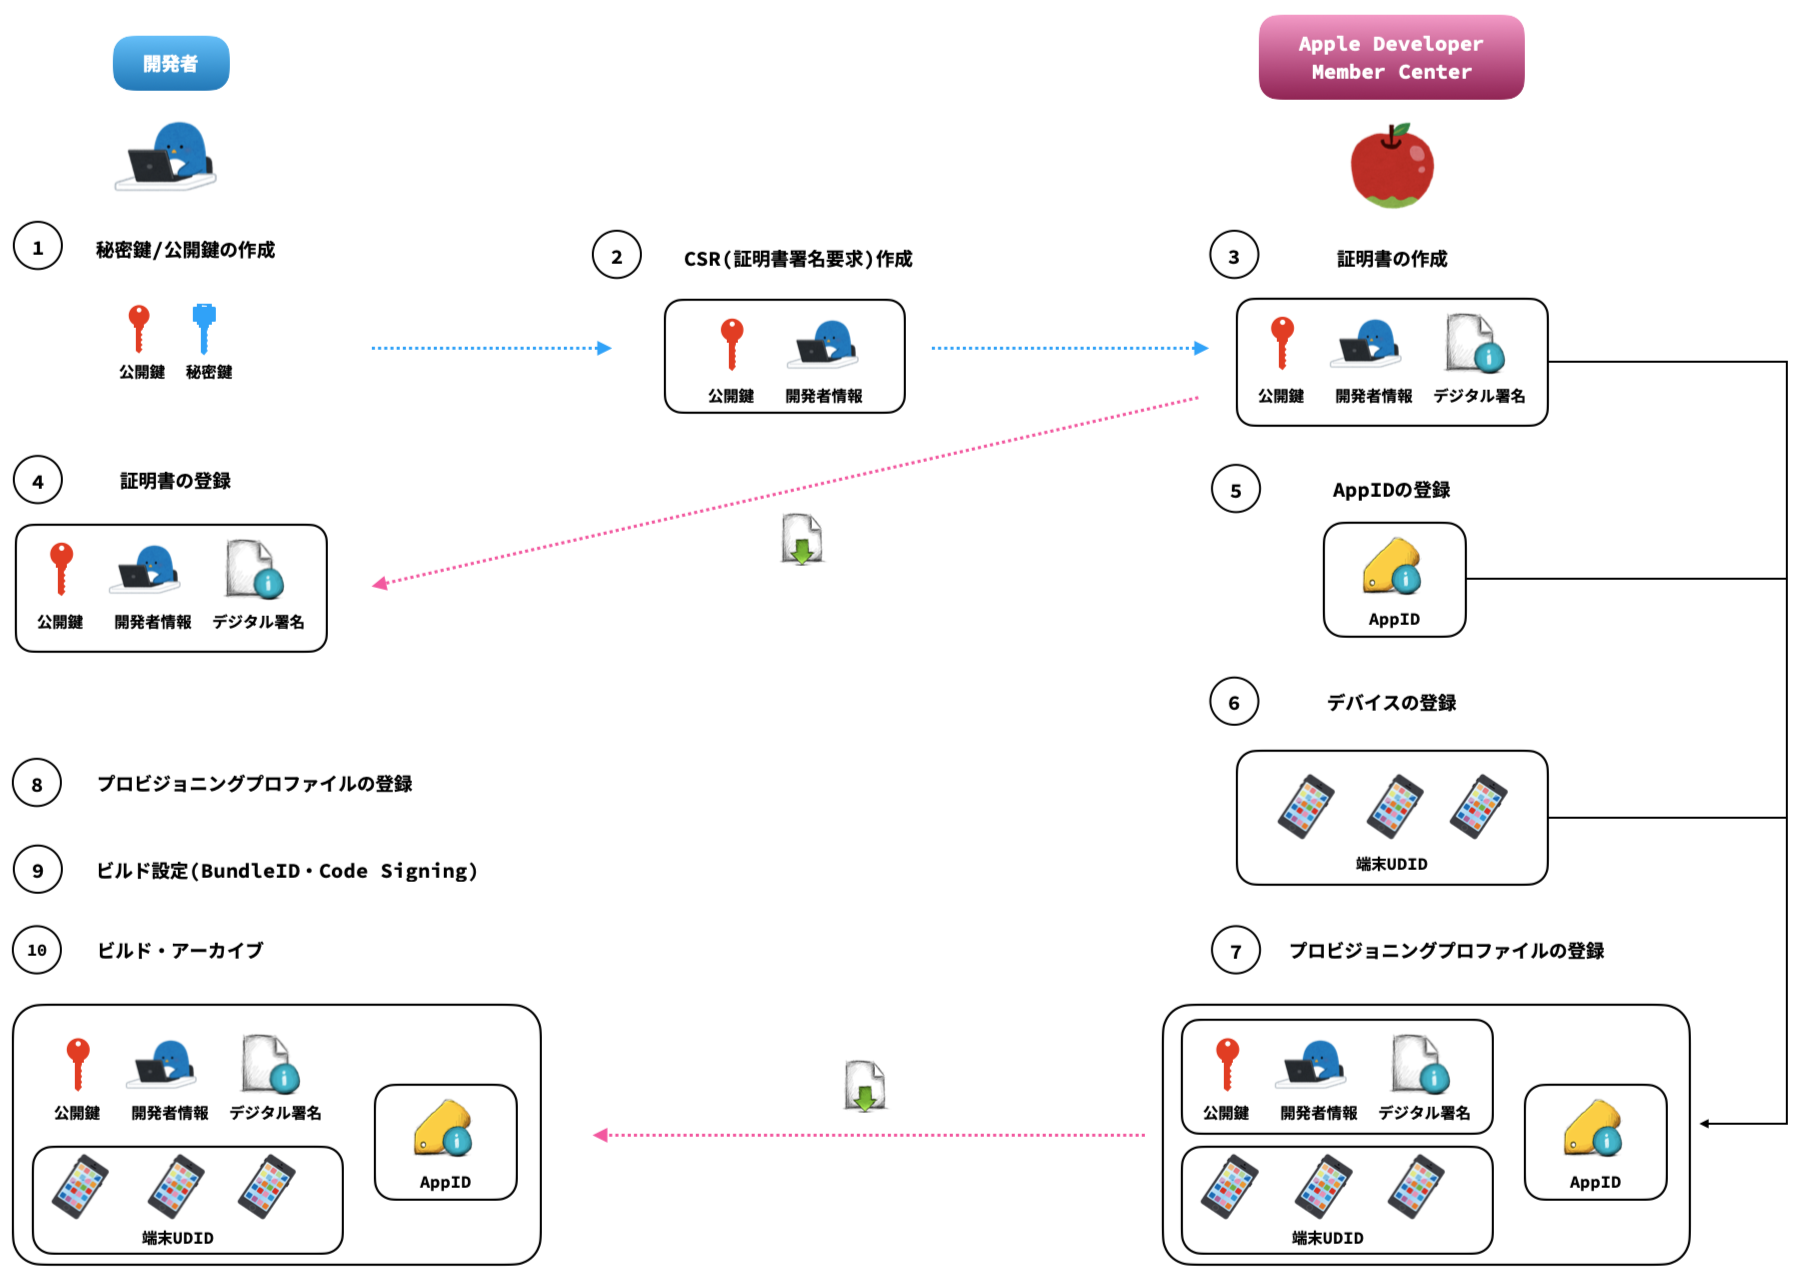 開発者
Apple Developer
Member Center
1
秘密鍵/公開鍵の作成
公開鍵
秘密鍵
2
CSR(証明書署名要求)作成
公開鍵
開発者情報
3
証明書の作成
公開鍵
開発者情報
デジタル署名
4
証明書の登録
公開鍵
開発者情報
デジタル署名
5
AppIDの登録
AppID
6
デバイスの登録
端末UDID
8
プロビジョニングプロファイルの登録
9
ビルド設定(BundleID・Code Signing)
10
ビルド・アーカイブ
公開鍵
開発者情報
デジタル署名
AppID
端末UDID
7
プロビジョニングプロファイルの登録
公開鍵
開発者情報
デジタル署名
AppID
端末UDID